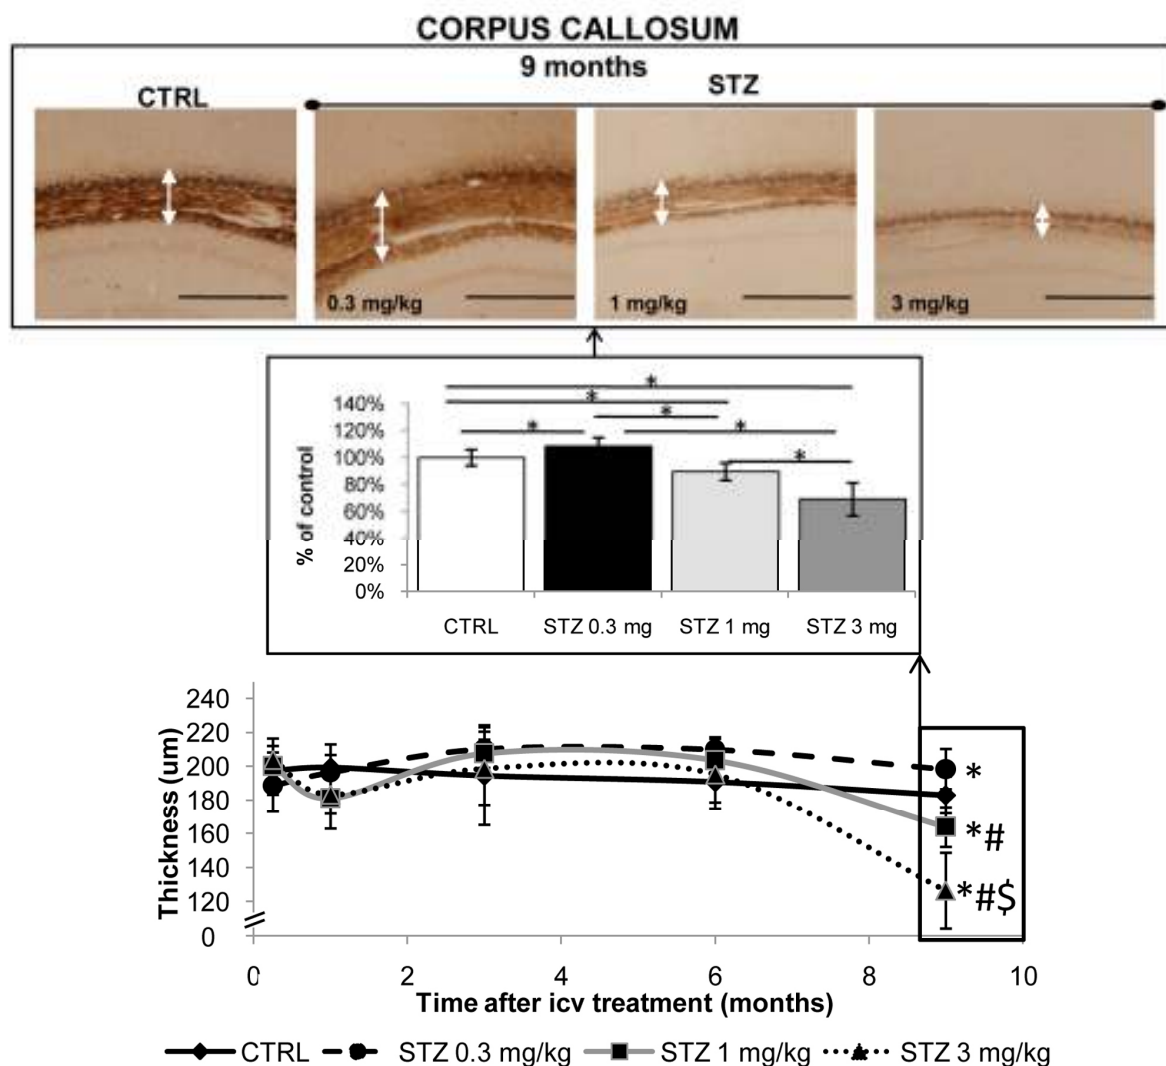 CORPUS CALLOSUM
9 months
CTRL
STZ
0.3 mg/kg
1 mg/kg
3 mg/kg
*
*
*
* *
*
140%
120%
100%
80%
60%
40%
20%
0%
% of control
CTRL STZ 0.3 mg STZ 1 mg STZ 3 mg
240
220
200
180
160
140
120
0
Thickness (um)
*
*#
*#$
0 2 4 6 8 10
Time after icv treatment (months)
CTRL STZ 0.3 mg/kg STZ 1 mg/kg STZ 3 mg/kg